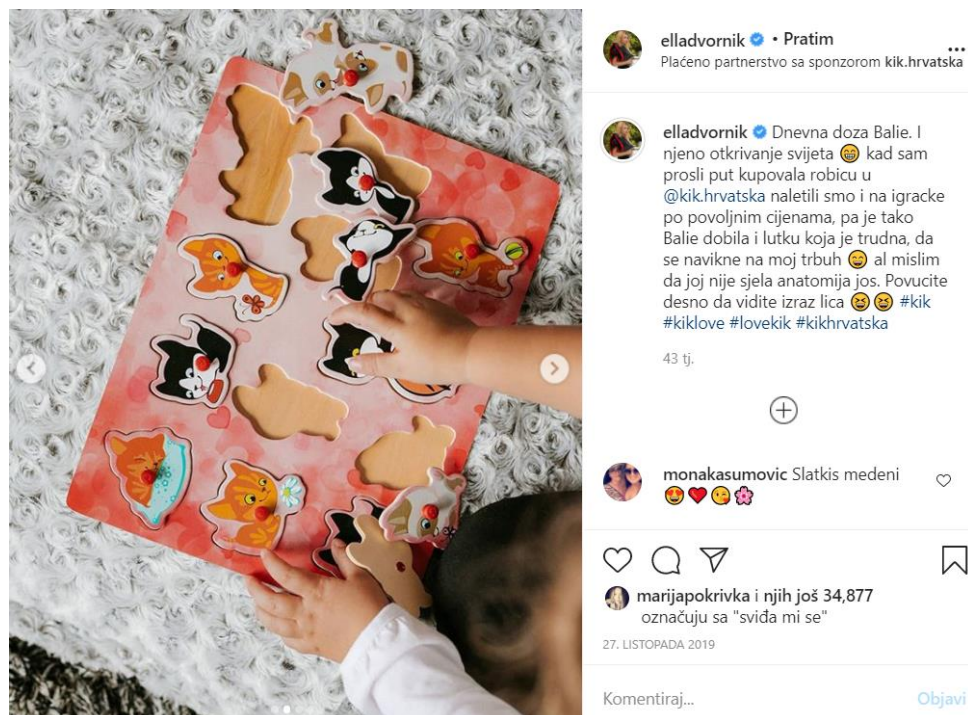 elladvornik • Pratim
Plaćeno partnerstvo sa sponzorom kik.hrvatska
elladvornik Dnevna doza Balie. I
njeno otkrivanje svijeta 😁 kad sam
prosli put kupovala robicu u
@kik.hrvatska naletili smo i na igracke
po povoljnim cijenama, pa je tako
Balie dobila i lutku koja je trudna, da
se navikne na moj trbuh 😄 al mislim
da joj nije sjela anatomija jos. Povucite
desno da vidite izraz lica 😆 😆 #kik
#kiklove #lovekik #kikhrvatska
43 tj.
monakasumovic Slatkis medeni
😍❤️😘🌸
marijapokrivka i njih još 34,877
označuju sa "sviđa mi se"
27. LISTOPADA 2019
Komentiraj...
Objavi